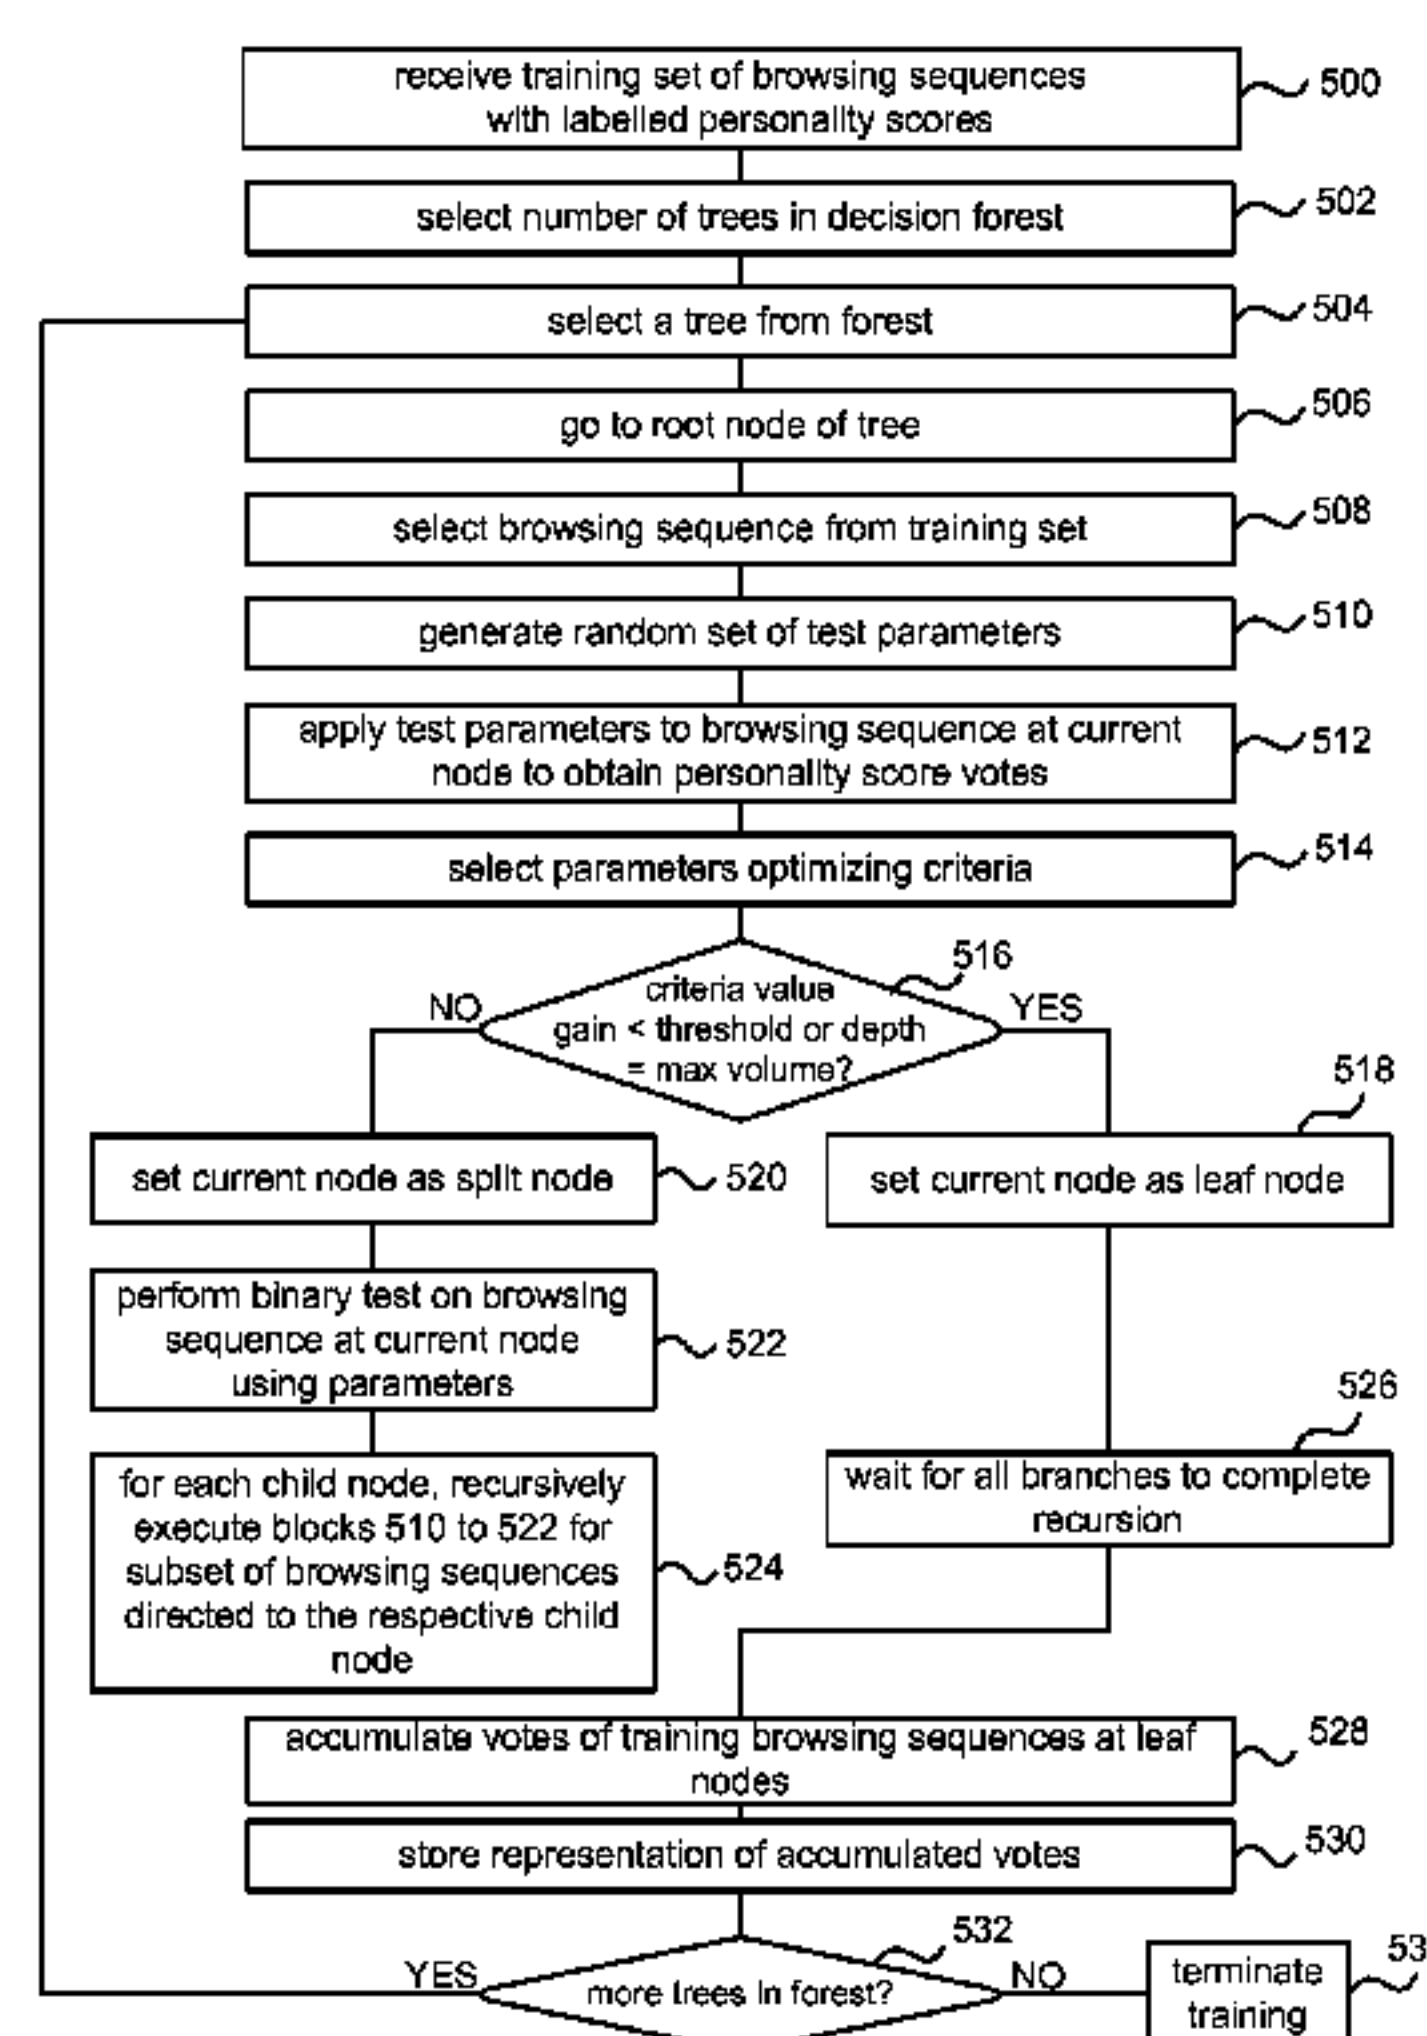 receive training set of browsing sequences
with labelled personality scores
500
select number of trees in decision forest
502
select a tree from forest
504
go to root node of tree
506
select browsing sequence from training set
508
generate random set of test parameters
510
apply test parameters to browsing sequence at current
node to obtain personality score votes
512
select parameters optimizing criteria
514
516
criteria value
gain < threshold or depth
= max volume?
NO
YES
518
set current node as split node
520
set current node as leaf node
perform binary test on browsing
sequence at current node
using parameters
522
526
wait for all branches to complete
recursion
for each child node, recursively
execute blocks 510 to 522 for
subset of browsing sequences
directed to the respective child
node
524
accumulate votes of training browsing sequences at leaf
nodes
528
store representation of accumulated votes
530
532
YES
more trees in forest?
NO
terminate
training
53